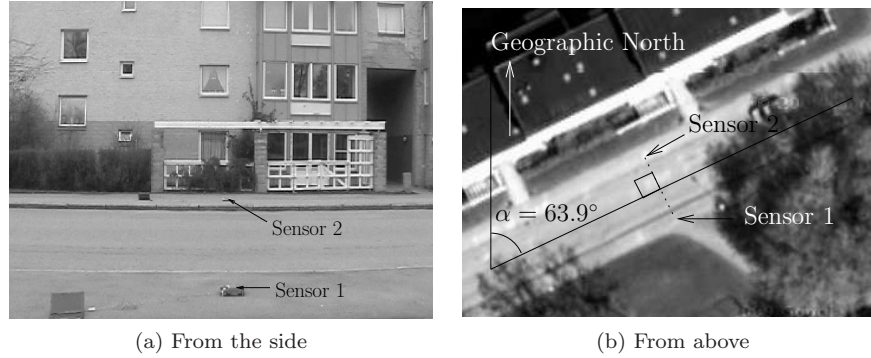 Sensor 2
Sensor 1
(a) From the side
Geographic North
Sensor 2
α = 63.9°
Sensor 1
(b) From above